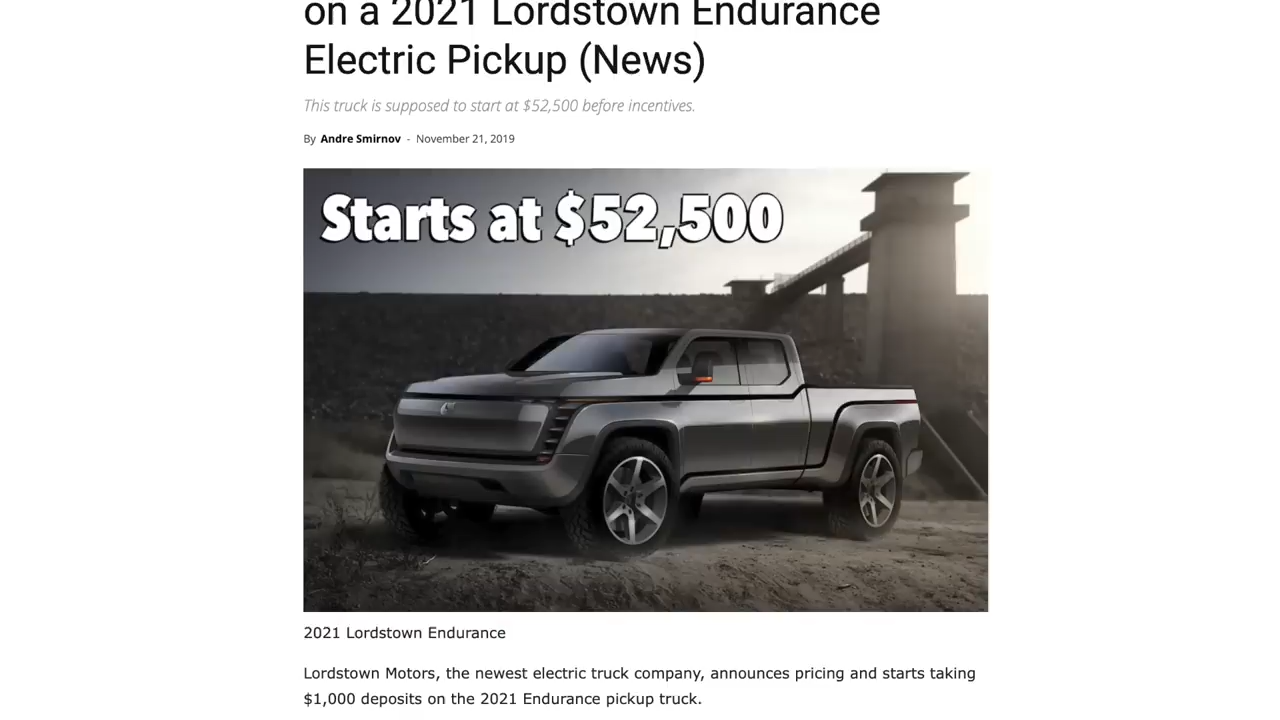 on a 2021 Lordstown Endurance
Electric Pickup (News)
This truck is supposed to start at $52,500 before incentives.
By Andre Smirnov - November 21, 2019
Starts at $52,500
2021 Lordstown Endurance
Lordstown Motors, the newest electric truck company, announces pricing and starts taking
$1,000 deposits on the 2021 Endurance pickup truck.